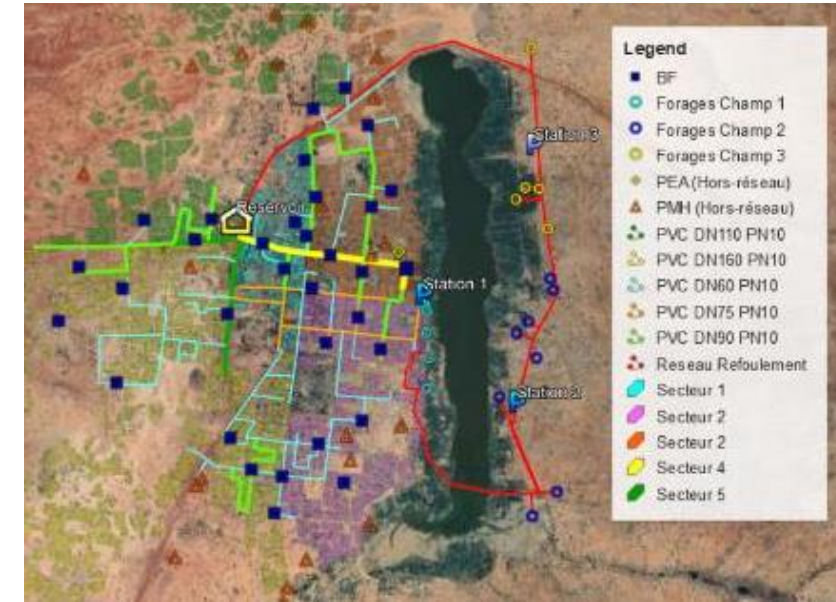 Legend
BF
Forages Champ 1
Forages Champ 2
Forages Champ 3
PEA (Hors-réseau)
PMH (Hors-réseau)
PVC DN110 PN10
PVC DN160 PN10
PVC DN60 PN10
PVC DN75 PN10
PVC DN90 PN10
Reseau Refoulement
Secteur 1
Secteur 2
Secteur 2
Secteur 4
Secteur 5
Station 3
Reservoir
Station 1
Station 2